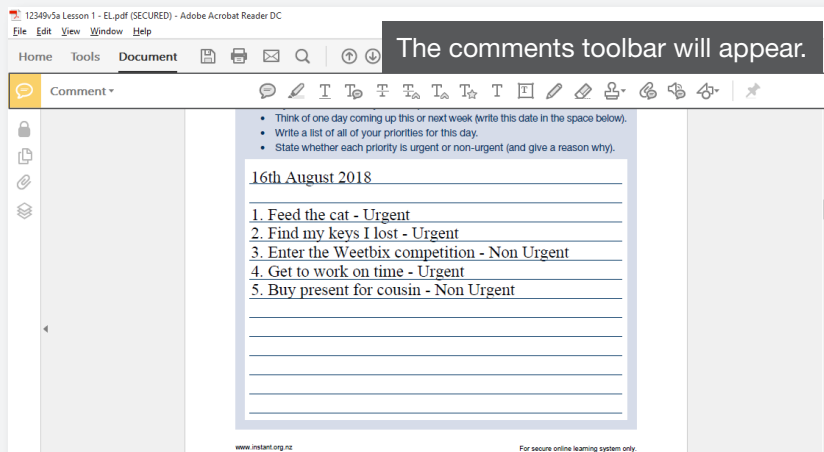 12349v5a Lesson 1 - EL.pdf (SECURED) - Adobe Acrobat Reader DC
File Edit View Window Help
The comments toolbar will appear.
Home Tools Document
Comment
• Think of one day coming up this or next week (write this date in the space below).
• Write a list of all of your priorities for this day.
• State whether each priority is urgent or non-urgent (and give a reason why).
16th August 2018
1. Feed the cat - Urgent
2. Find my keys I lost - Urgent
3. Enter the Weetbix competition - Non Urgent
4. Get to work on time - Urgent
5. Buy present for cousin - Non Urgent
www.instant.org.nz For secure online learning system only.